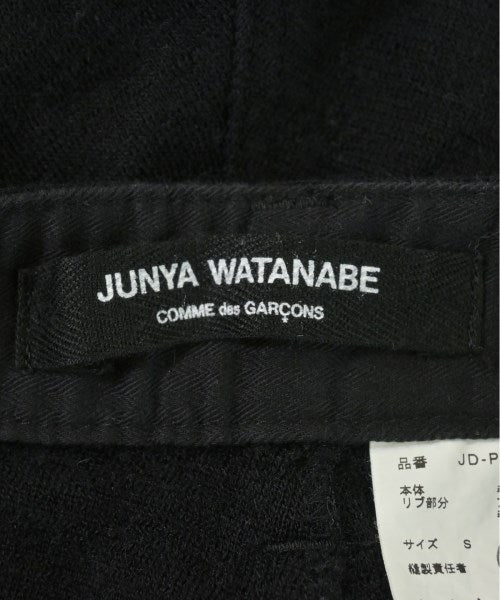 JUNYA WATANABE
COMME des GARÇONS
品番 JD-P
本体
リブ部分
サイズ S
縫製責任者